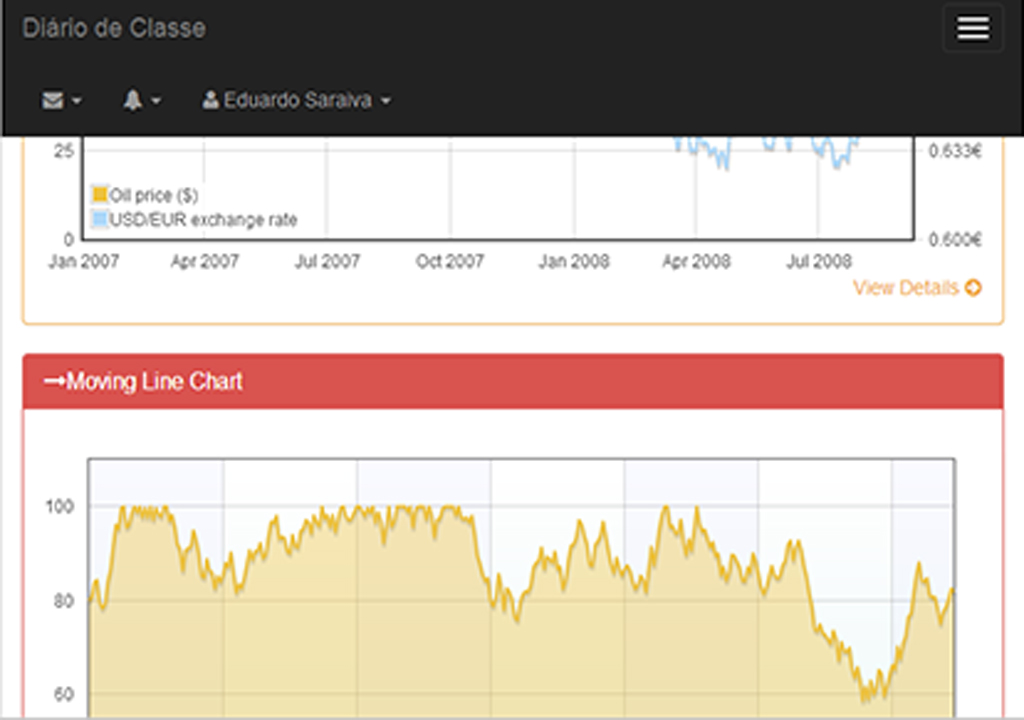 Diário de Classe
Eduardo Saraiva
25 0.633€
Oil price ($)
USD/EUR exchange rate
0 0.600€
Jan 2007 Apr 2007 Jul 2007 Oct 2007 Jan 2008 Apr 2008 Jul 2008
View Details
Moving Line Chart
100
80
60